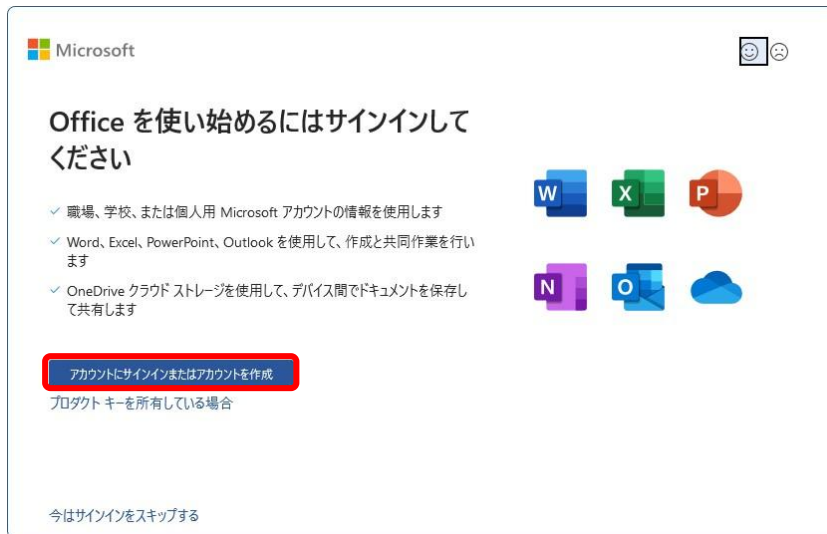 Microsoft
Office を使い始めるにはサインインして
ください
職場、学校、または個人用 Microsoft アカウントの情報を使用します
Word、Excel、PowerPoint、Outlook を使用して、作成と共同作業を行い
ます
OneDrive クラウド ストレージを使用して、デバイス間でドキュメントを保存し
て共有します
W
X
P
N
O
アカウントにサインインまたはアカウントを作成
プロダクト キーを所有している場合
今はサインインをスキップする